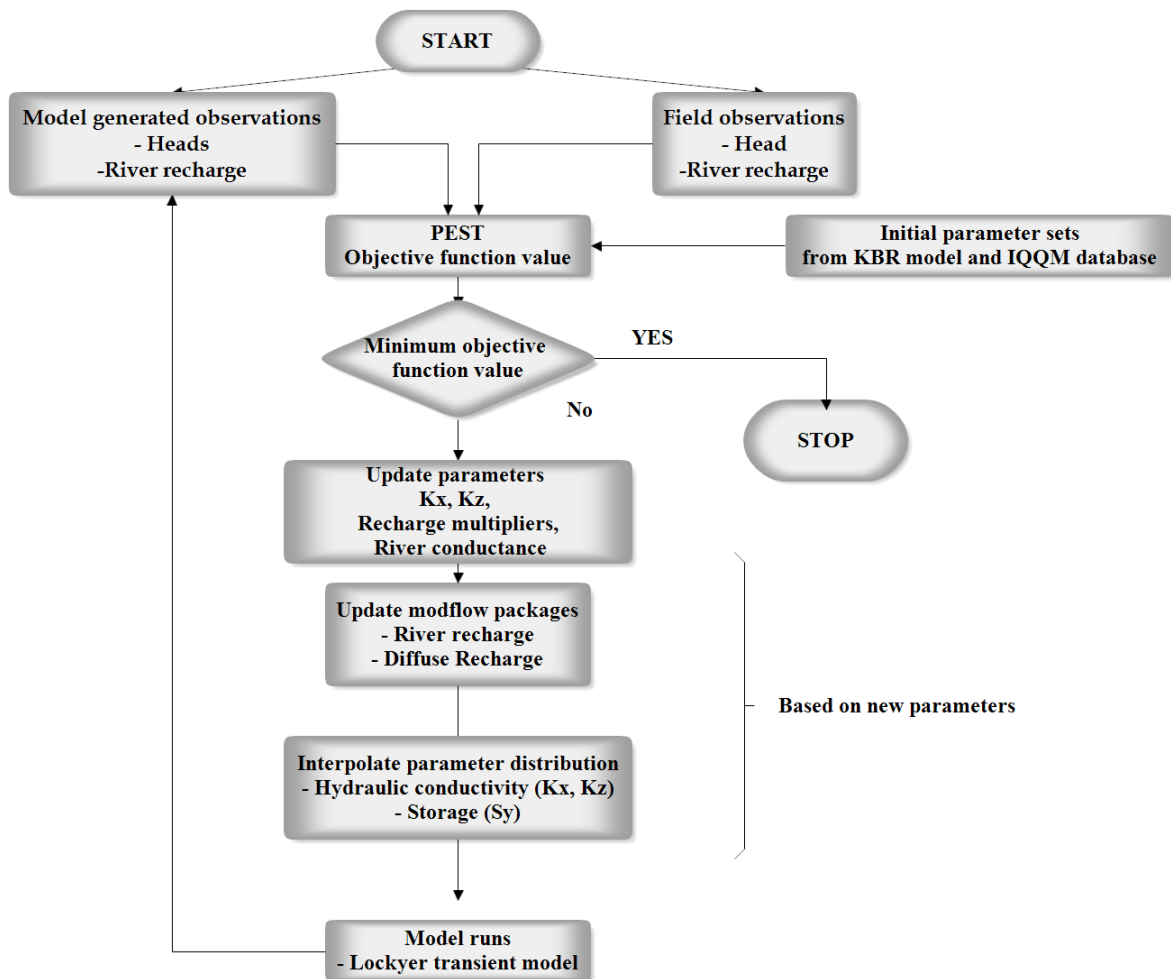 START
Model generated observations
- Heads
-River recharge
Field observations
- Head
-River recharge
PEST
Objective function value
Initial parameter sets
from KBR model and IQQM database
Minimum objective
function value
YES
No
STOP
Update parameters
Kx, Kz,
Recharge multipliers,
River conductance
Update modflow packages
- River recharge
- Diffuse Recharge
Based on new parameters
Interpolate parameter distribution
- Hydraulic conductivity (Kx, Kz)
- Storage (Sy)
Model runs
- Lockyer transient model